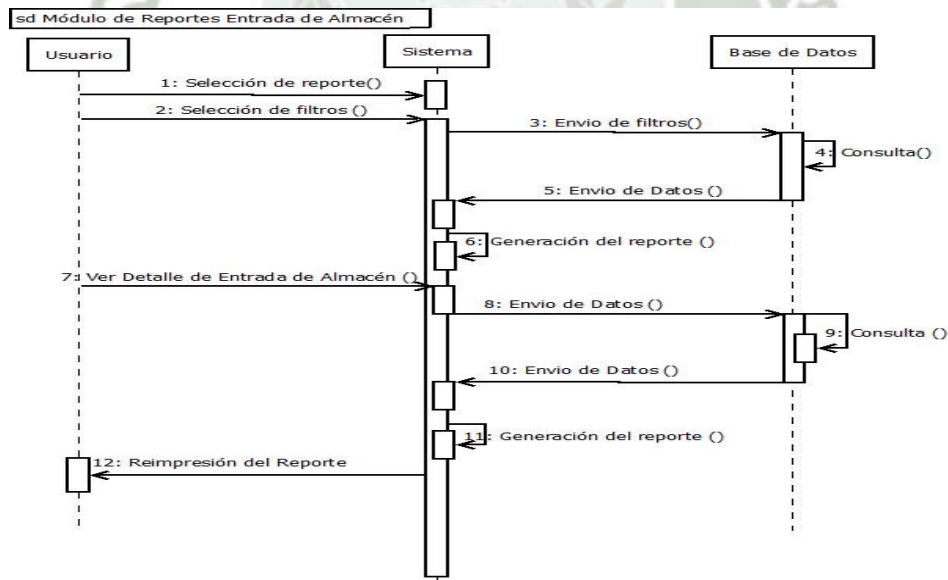 sd Módulo de Reportes Entrada de Almacén
Usuario
Sistema
Base de Datos
1: Selección de reporte()
2: Selección de filtros ()
3: Envio de filtros()
4: Consulta()
5: Envio de Datos ()
6: Generación del reporte ()
7: Ver Detalle de Entrada de Almacén ()
8: Envio de Datos ()
9: Consulta ()
10: Envio de Datos ()
11: Generación del reporte ()
12: Reimpresión del Reporte